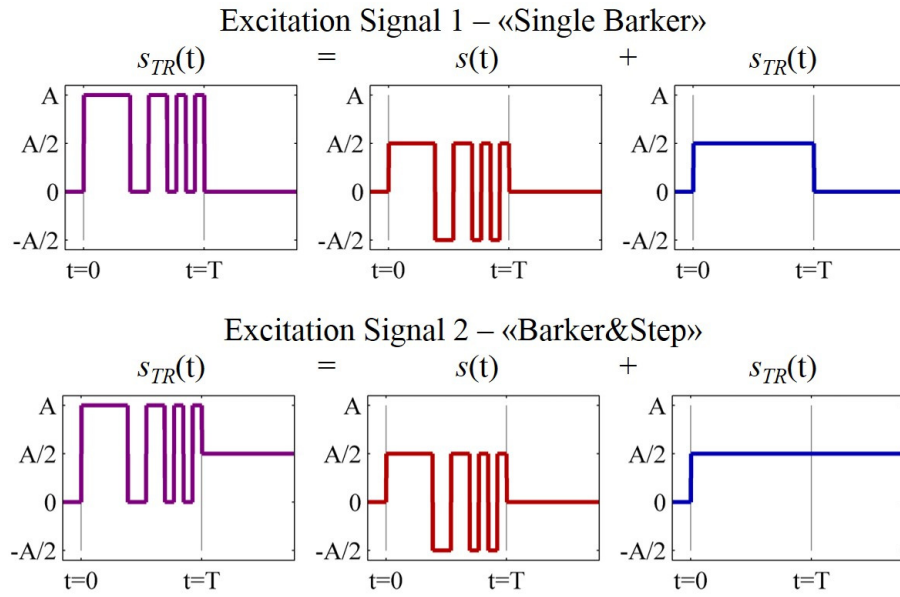 Excitation Signal 1 – «Single Barker»
s_TR(t) = s(t) + s_TR(t)
A A/2 0 -A/2 t=0 t=T
A A/2 0 -A/2 t=0 t=T
A A/2 0 -A/2 t=0 t=T
Excitation Signal 2 – «Barker&Step»
s_TR(t) = s(t) + s_TR(t)
A A/2 0 -A/2 t=0 t=T
A A/2 0 -A/2 t=0 t=T
A A/2 0 -A/2 t=0 t=T